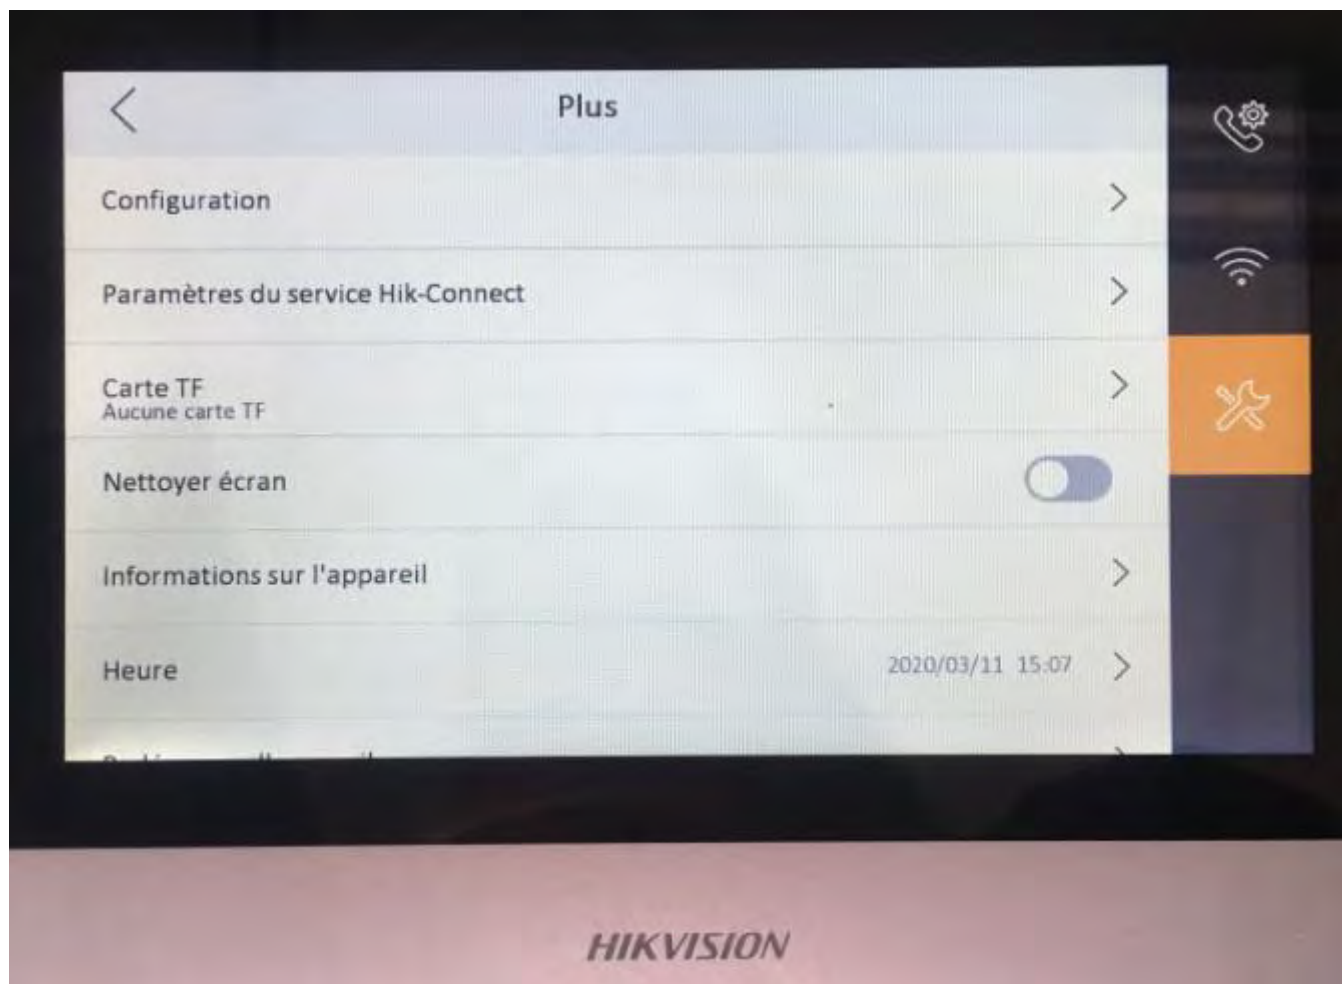 Plus
Configuration
Paramètres du service Hik-Connect
Carte TF
Aucune carte TF
Nettoyer écran
Informations sur l'appareil
Heure
2020/03/11 15:07
HIKVISION